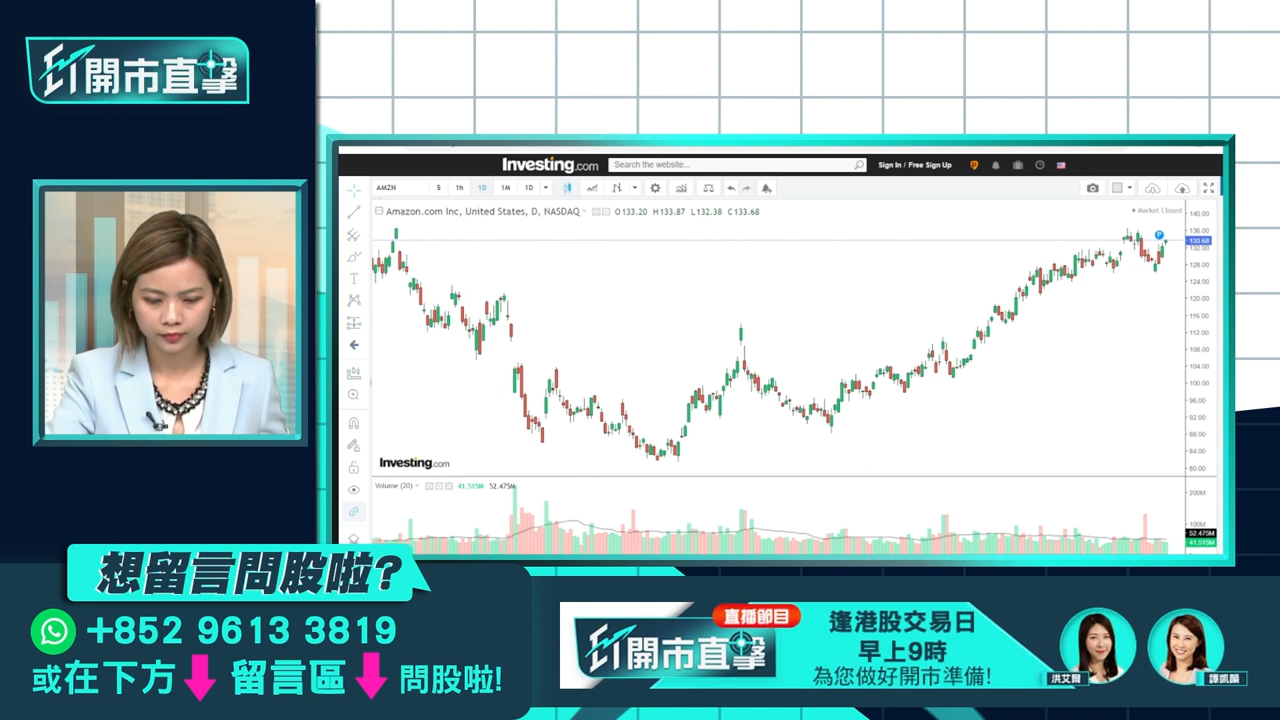 ET開市直擊
Investing.com
Search the website...
Sign In / Free Sign Up
AMZN
5
1h
1D
1M
1D
Amazon.com Inc, United States, D, NASDAQ
O133.20 H133.87 L132.38 C133.68
Market Closed
140.00
136.00
133.68
132.00
128.00
124.00
120.00
116.00
112.00
108.00
104.00
100.00
96.00
92.00
88.00
84.00
80.00
Investing.com
Volume (20)
41.515M 52.475M
200M
100M
52.475M
41.515M
想留言問股啦?
+852 9613 3819
或在下方 留言區 問股啦!
直播節目
ET開市直擊
逢港股交易日
早上9時
為您做好開市準備!
洪艾爾
譚凱韻